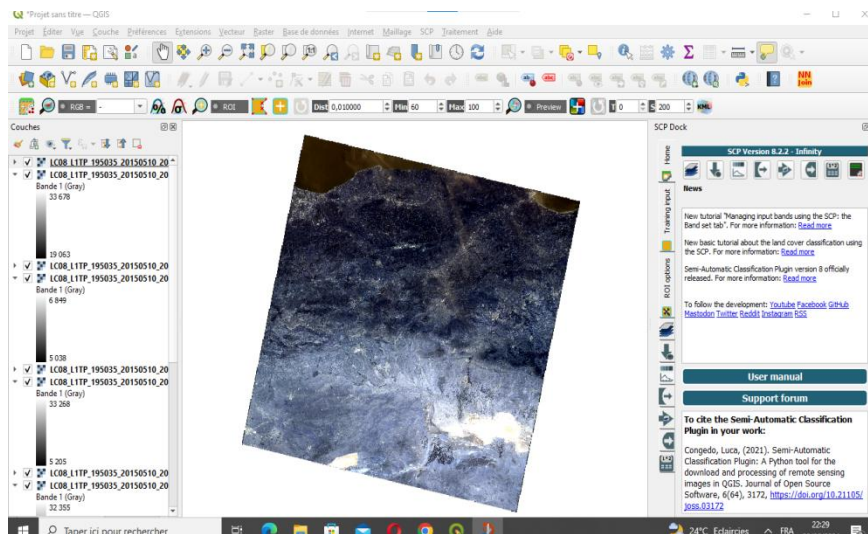 *Projet sans titre — QGIS
Projet Éditer Vue Couche Préférences Extensions Vecteur Raster Base de données Internet Maillage SCP Traitement Aide
RGB = - ROI Dist 0,010000 Min 60 Max 100 Preview T 0 S 200 KML
NN
Couches
LC08_L1TP_195035_20150510_20
LC08_L1TP_195035_20150510_20
Bande 1 (Gray)
33 678
19 063
LC08_L1TP_195035_20150510_20
LC08_L1TP_195035_20150510_20
Bande 1 (Gray)
6 849
5 038
LC08_L1TP_195035_20150510_20
LC08_L1TP_195035_20150510_20
Bande 1 (Gray)
33 268
5 205
LC08_L1TP_195035_20150510_20
LC08_L1TP_195035_20150510_20
Bande 1 (Gray)
32 355
SCP Dock
Home
Training input
ROI options
SCP Version 8.2.2 - Infinity
News
New tutorial "Managing input bands using the SCP: the
Band set tab". For more information: Read more
New basic tutorial about the land cover classification using
the SCP. For more information: Read more
Semi-Automatic Classification Plugin version 8 officially
released. For more information: Read more
To follow the development: Youtube Facebook GitHub
Mastodon Twitter Reddit Instagram RSS
User manual
Support forum
To cite the Semi-Automatic Classification
Plugin in your work:
Congedo, Luca, (2021). Semi-Automatic
Classification Plugin: A Python tool for the
download and processing of remote sensing
images in QGIS. Journal of Open Source
Software, 6(64), 3172, https://doi.org/10.21105/
joss.03172
Taper ici pour rechercher
24°C Eclaircies
FRA
22:29